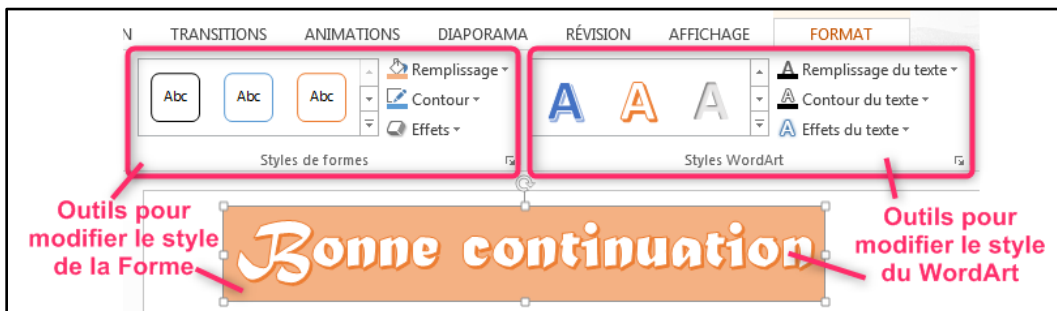 N TRANSITIONS ANIMATIONS DIAPORAMA RÉVISION AFFICHAGE FORMAT
Abc Abc Abc
Remplissage
Contour
Effets
Styles de formes
A A A
A Remplissage du texte
A Contour du texte
A Effets du texte
Styles WordArt
Outils pour
modifier le style
de la Forme
Bonne continuation
Outils pour
modifier le style
du WordArt